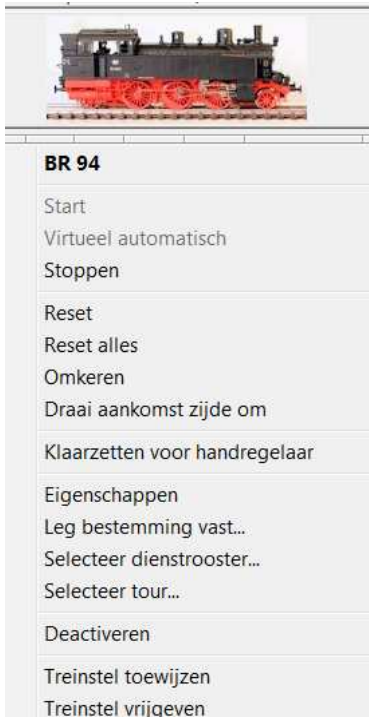 BR 94
Start
Virtueel automatisch
Stoppen
Reset
Reset alles
Omkeren
Draai aankomst zijde om
Klaarzetten voor handregelaar
Eigenschappen
Leg bestemming vast...
Selecteer dienstrooster...
Selecteer tour...
Deactiveren
Treinstel toewijzen
Treinstel vrijgeven